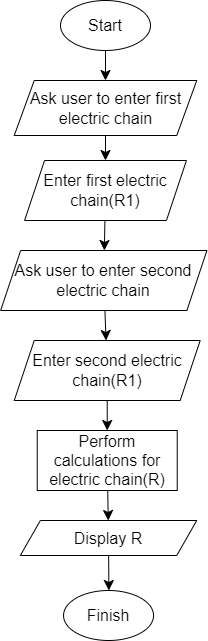 Start
Ask user to enter first
electric chain
Enter first electric
chain(R1)
Ask user to enter second
electric chain
Enter second electric
chain(R1)
Perform
calculations for
electric chain(R)
Display R
Finish